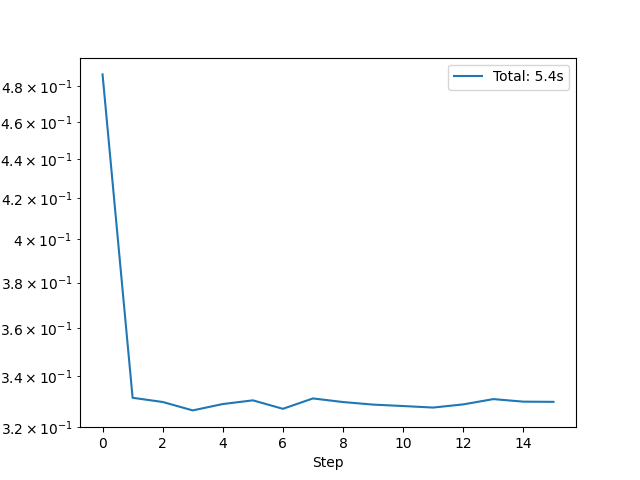 Total: 5.4s
4.8 × 10⁻¹
4.6 × 10⁻¹
4.4 × 10⁻¹
4.2 × 10⁻¹
4 × 10⁻¹
3.8 × 10⁻¹
3.6 × 10⁻¹
3.4 × 10⁻¹
3.2 × 10⁻¹
0 2 4 6 8 10 12 14
Step